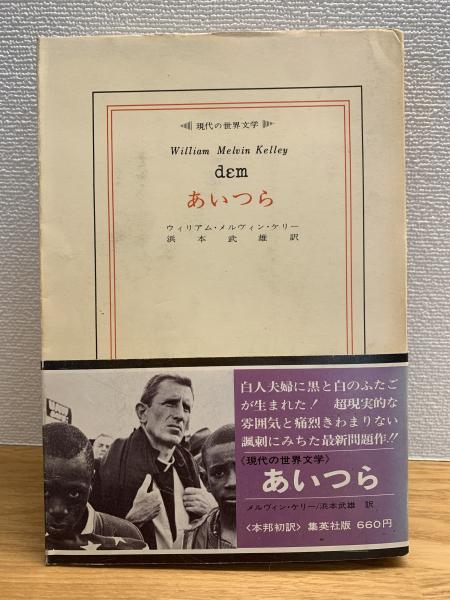 現代の世界文学
William Melvin Kelley
dɛm
あいつら
ウィリアム・メルヴィン・ケリー
浜本武雄訳
白人夫婦に黒と白のふたご
が生まれた! 超現実的な
雰囲気と痛烈きわまりない
諷刺にみちた最新問題作!!
〈現代の世界文学〉
あいつら
メルヴィン・ケリー/浜本武雄 訳
〈本邦初訳〉 集英社版 660円